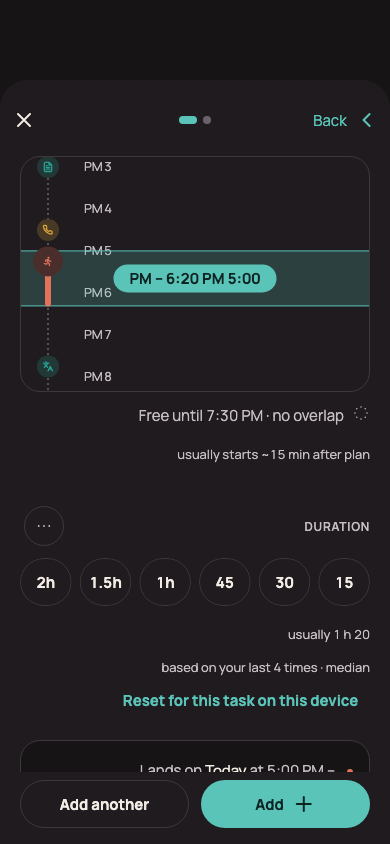 Back
PM 3
PM 4
PM 5
PM – 6:20 PM 5:00
PM 6
PM 7
PM 8
Free until 7:30 PM · no overlap
usually starts ~15 min after plan
...
DURATION
2h
1.5h
1h
45
30
15
usually 1 h 20
based on your last 4 times · median
Reset for this task on this device
Lands on Today at 5:00 PM –
Add another
Add